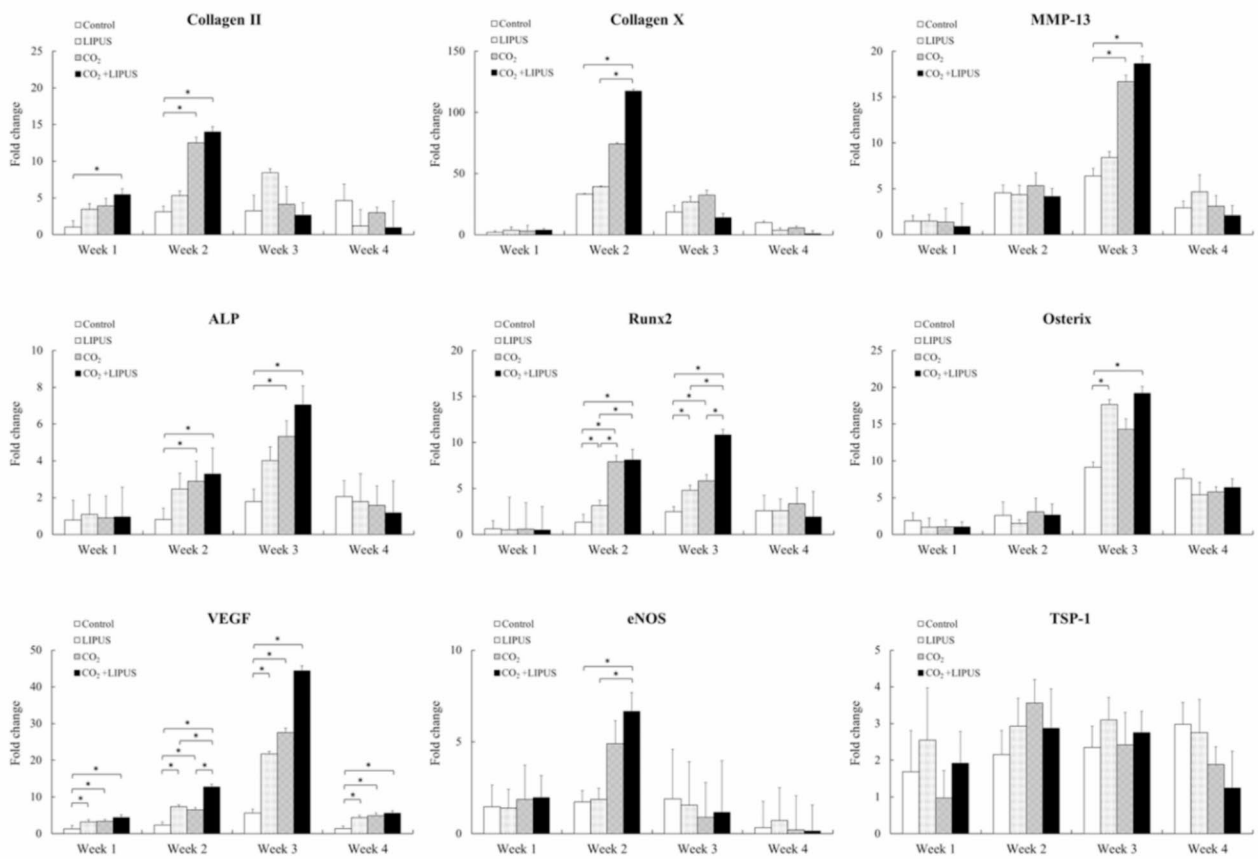 Collagen II
Control
LIPUS
CO₂
CO₂ +LIPUS
Fold change
25
20
15
10
5
0
Week 1 Week 2 Week 3 Week 4
Collagen X
Control
LIPUS
CO₂
CO₂ +LIPUS
Fold change
150
100
50
0
Week 1 Week 2 Week 3 Week 4
MMP-13
Control
LIPUS
CO₂
CO₂ +LIPUS
Fold change
20
15
10
5
0
Week 1 Week 2 Week 3 Week 4
ALP
Control
LIPUS
CO₂
CO₂ +LIPUS
Fold change
10
8
6
4
2
0
Week 1 Week 2 Week 3 Week 4
Runx2
Control
LIPUS
CO₂
CO₂ +LIPUS
Fold change
20
15
10
5
0
Week 1 Week 2 Week 3 Week 4
Osterix
Control
LIPUS
CO₂
CO₂ +LIPUS
Fold change
25
20
15
10
5
0
Week 1 Week 2 Week 3 Week 4
VEGF
Control
LIPUS
CO₂
CO₂ +LIPUS
Fold change
50
40
30
20
10
0
Week 1 Week 2 Week 3 Week 4
eNOS
Control
LIPUS
CO₂
CO₂ +LIPUS
Fold change
10
5
0
Week 1 Week 2 Week 3 Week 4
TSP-1
Control
LIPUS
CO₂
CO₂ +LIPUS
Fold change
5
4
3
2
1
0
Week 1 Week 2 Week 3 Week 4